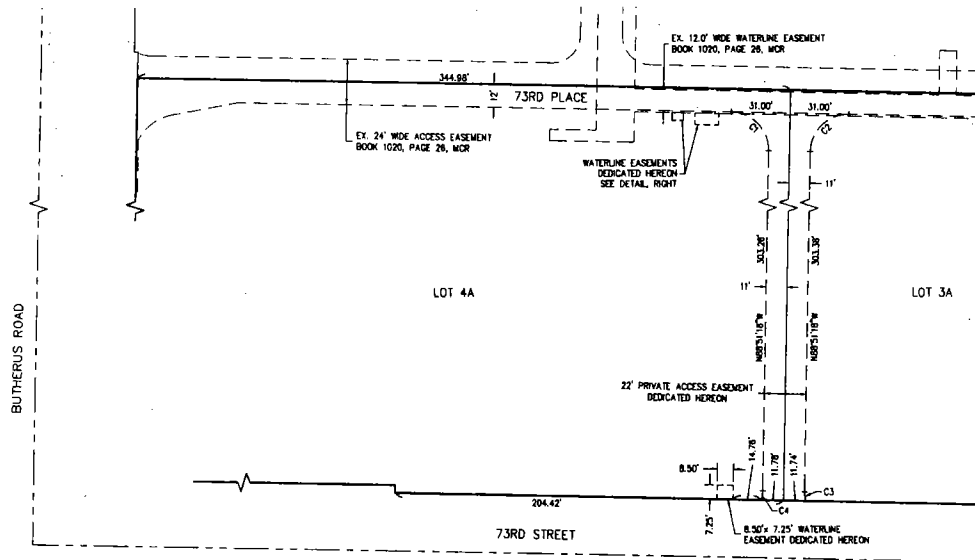 EX. 12.0' WIDE WATERLINE EASEMENT
BOOK 1020, PAGE 26, MCR
344.98'
12'
73RD PLACE
31.00'
31.00'
C1
C2
EX. 24' WIDE ACCESS EASEMENT
BOOK 1020, PAGE 26, MCR
WATERLINE EASEMENTS
DEDICATED HEREON
SEE DETAIL, RIGHT
11'
303.26'
303.38'
LOT 4A
11'
LOT 3A
N88°51'18"W
N88°51'18"W
BUTHERUS ROAD
22' PRIVATE ACCESS EASEMENT
DEDICATED HEREON
8.50'
14.78'
11.78'
11.74'
C3
204.42'
7.25'
C4
73RD STREET
8.50'x 7.25' WATERLINE
EASEMENT DEDICATED HEREON